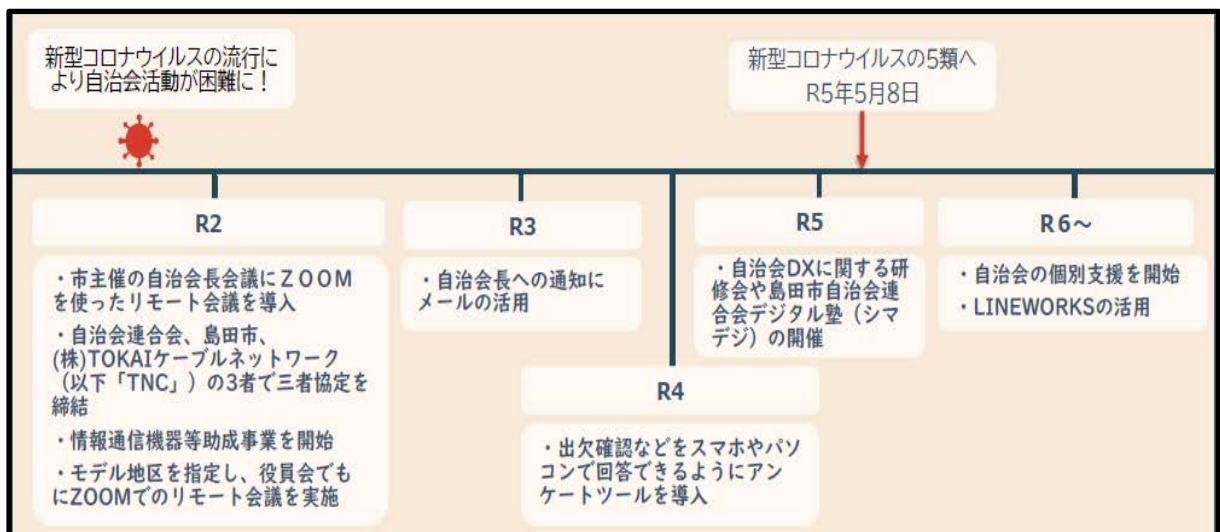 新型コロナウイルスの流行に
より自治会活動が困難に！
新型コロナウイルスの5類へ
R5年5月8日
R2
・市主催の自治会長会議にＺＯＯＭ
を使ったリモート会議を導入
・自治会連合会、島田市、
(株)TOKAIケーブルネットワーク
（以下「TNC」）の3者で三者協定を
締結
・情報通信機器等助成事業を開始
・モデル地区を指定し、役員会でも
にZOOMでのリモート会議を実施
R3
・自治会長への通知に
メールの活用
R4
・出欠確認などをスマホやパソ
コンで回答できるようにアン
ケートツールを導入
R5
・自治会DXに関する研
修会や島田市自治会連
合会デジタル塾（シマ
デジ）の開催
R6～
・自治会の個別支援を開始
・LINEWORKSの活用